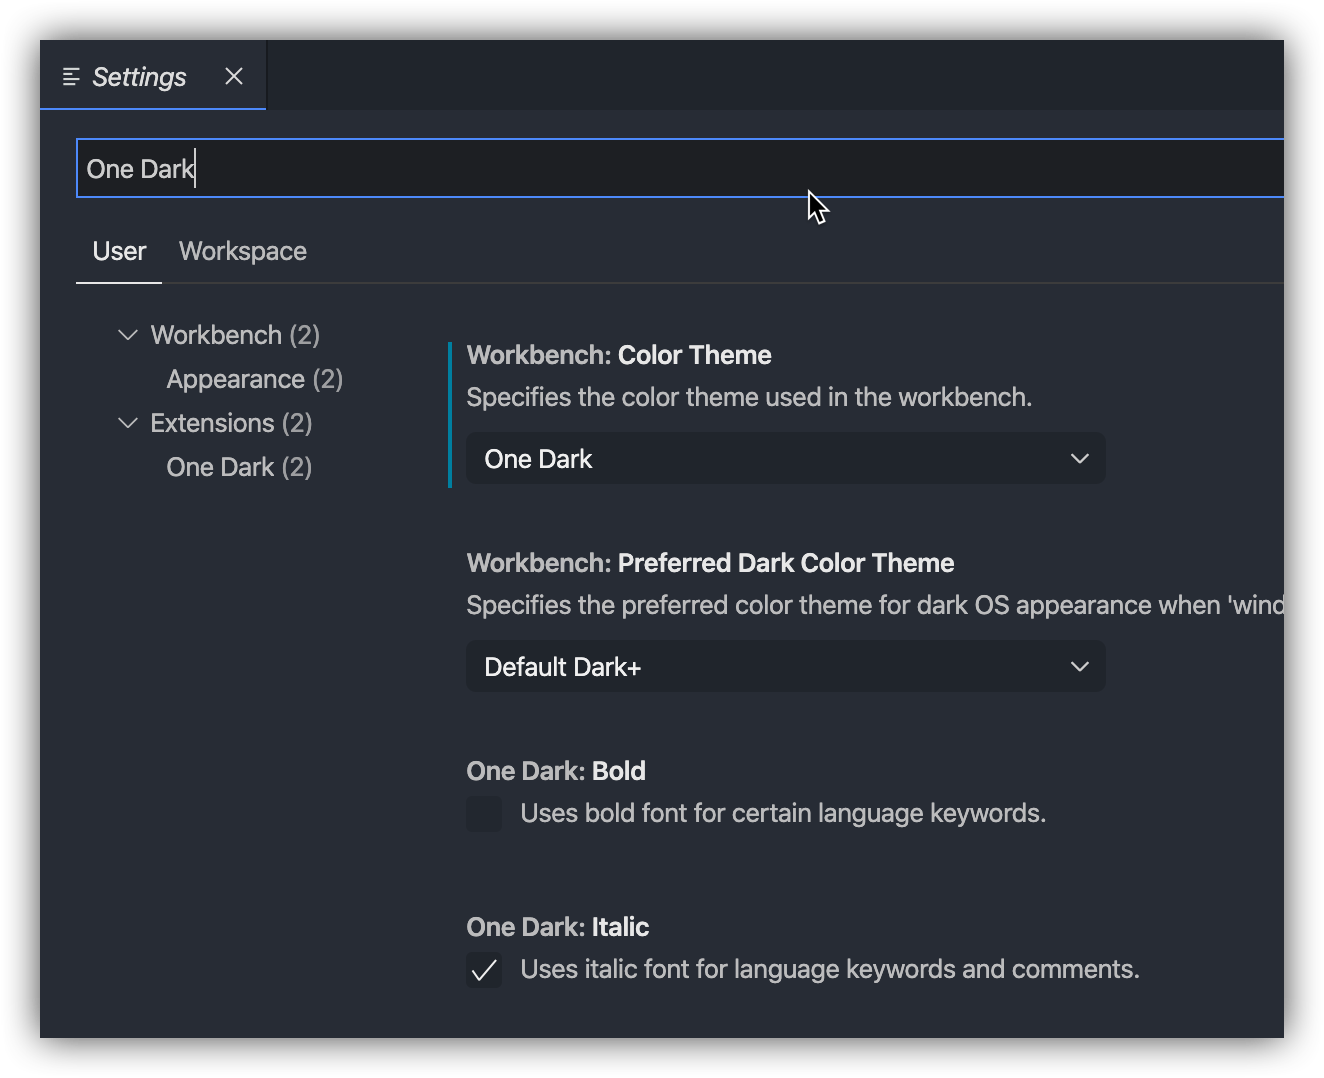 Settings
One Dark
User Workspace
Workbench (2)
Appearance (2)
Extensions (2)
One Dark (2)
Workbench: Color Theme
Specifies the color theme used in the workbench.
One Dark
Workbench: Preferred Dark Color Theme
Specifies the preferred color theme for dark OS appearance when 'wind
Default Dark+
One Dark: Bold
Uses bold font for certain language keywords.
One Dark: Italic
Uses italic font for language keywords and comments.